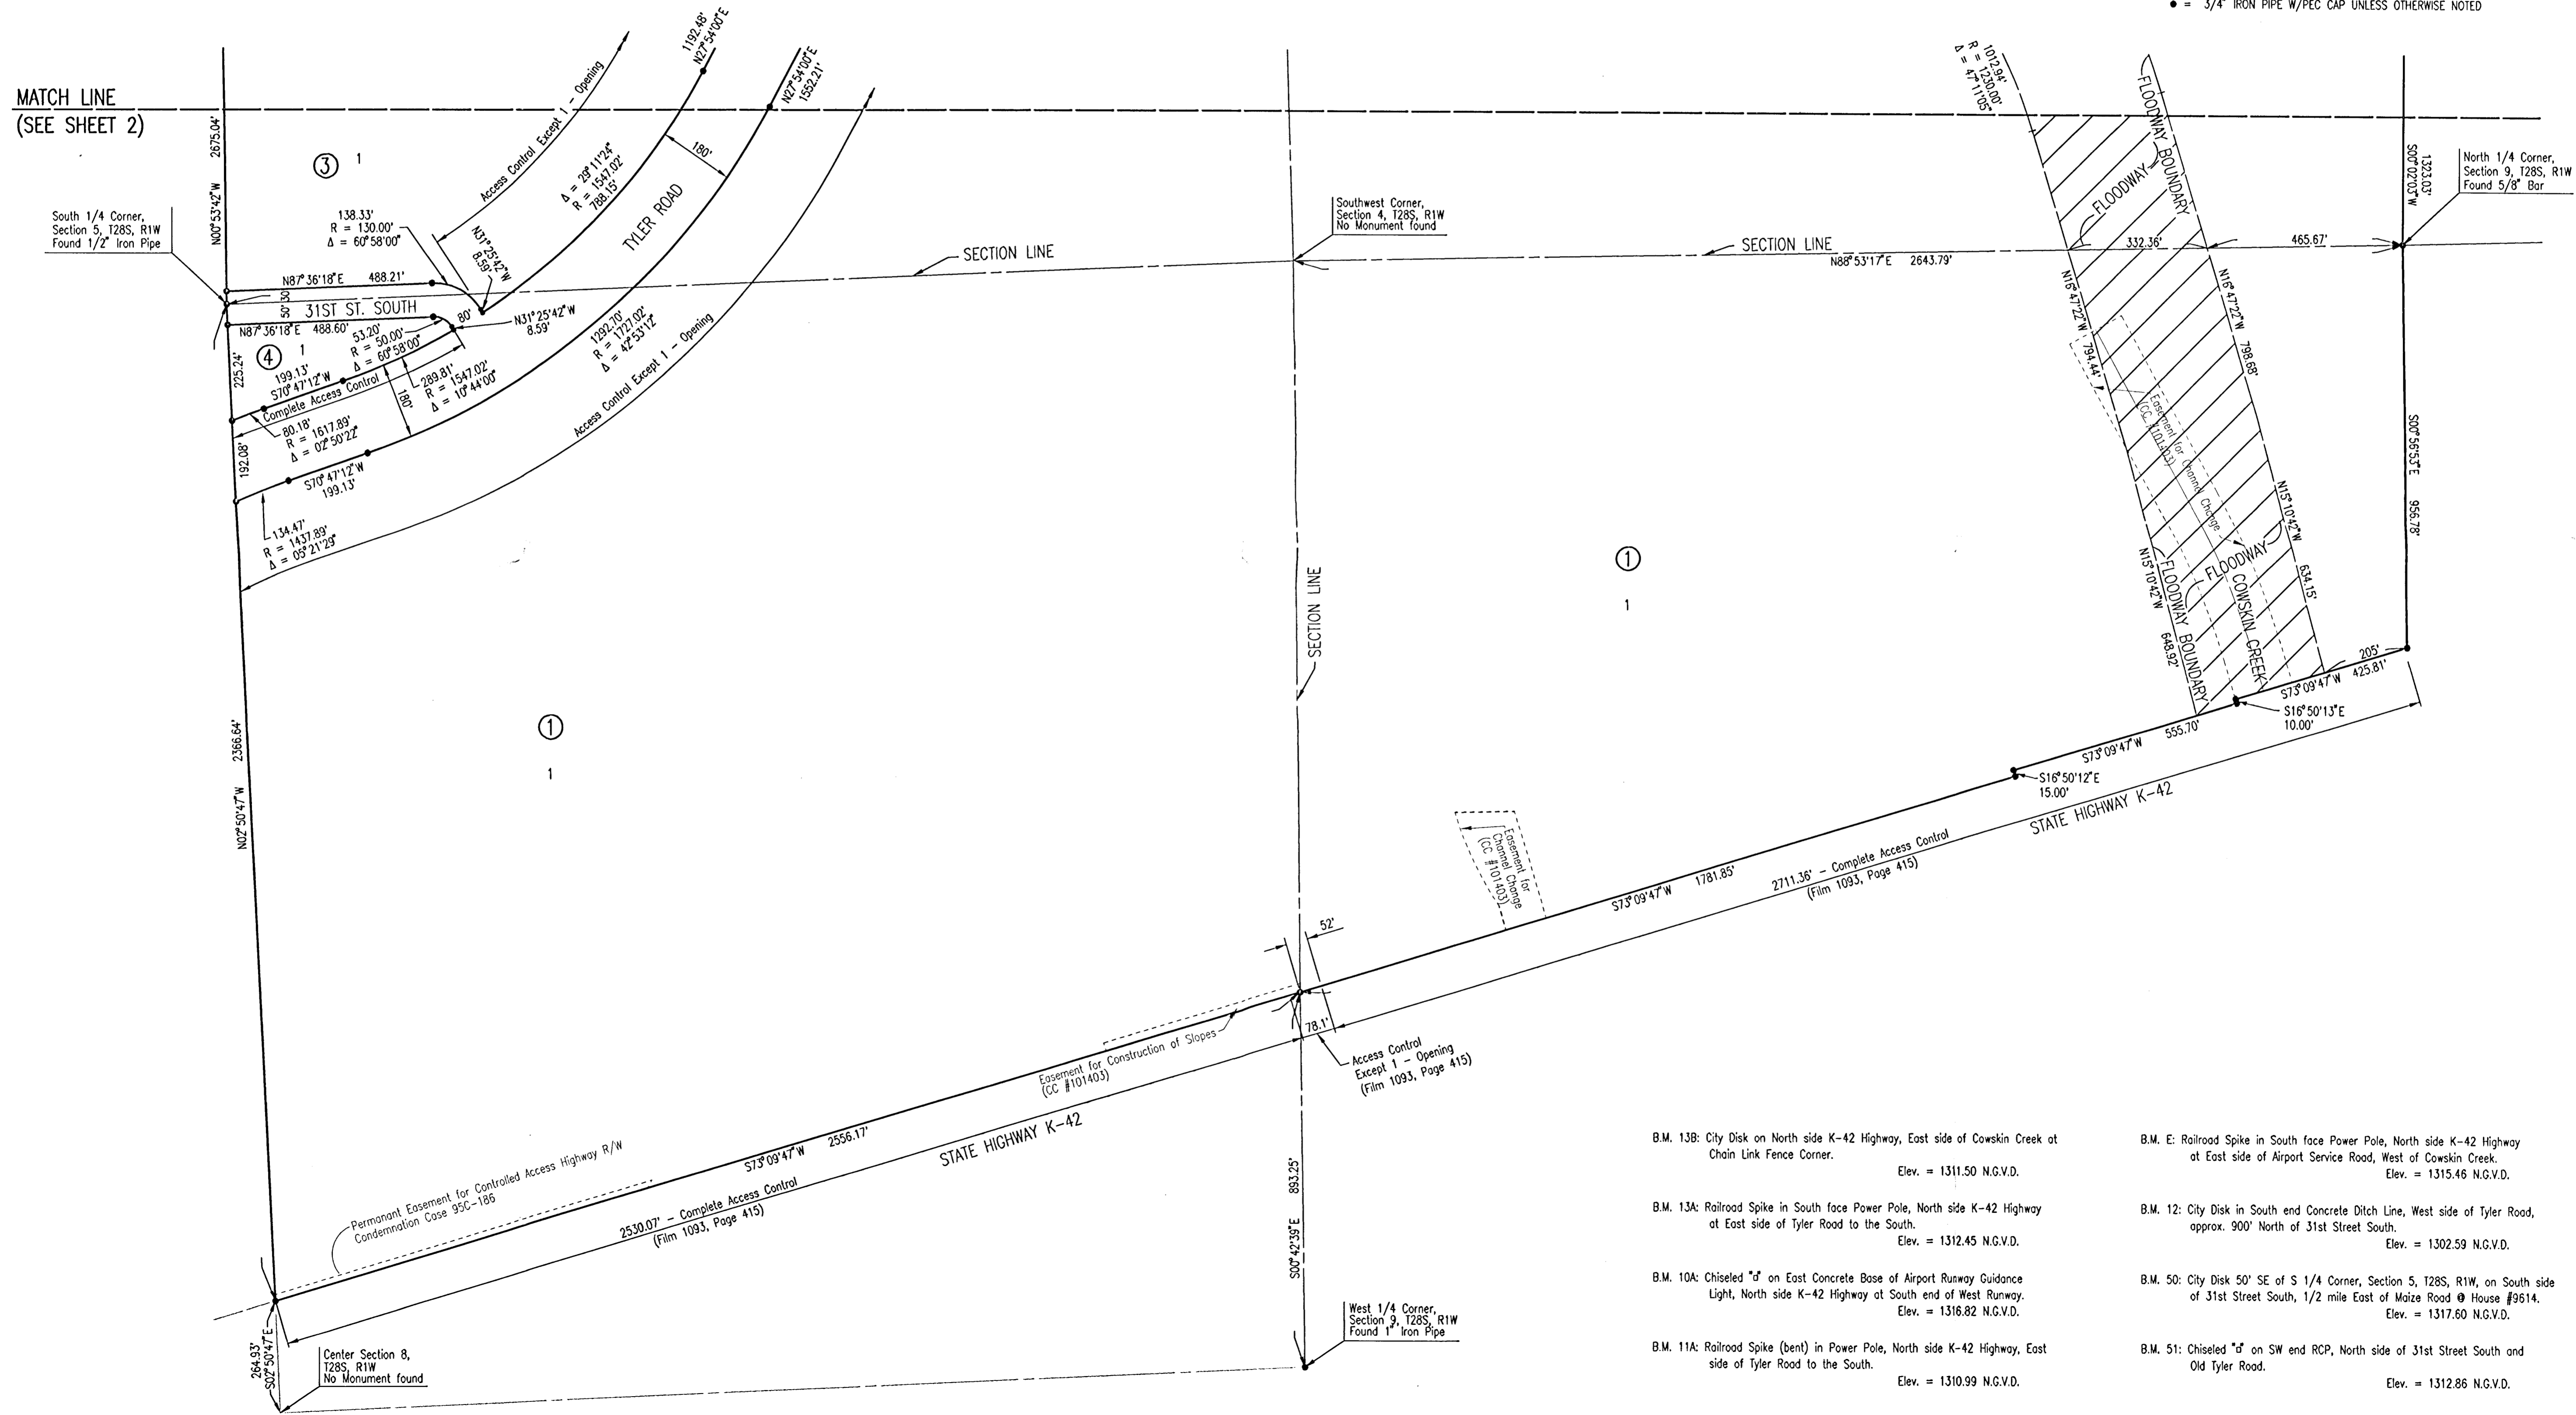 ● = 3/4" IRON PIPE W/PEC CAP UNLESS OTHERWISE NOTED
MATCH LINE
(SEE SHEET 2)
2675.04'
N00°53'42"W
③ 1
South 1/4 Corner,
Section 5, T28S, R1W
Found 1/2" Iron Pipe
138.33'
R = 130.00'
Δ = 60°58'00"
Access Control Except 1 - Opening
1192.48'
N27°54'00"E
N27°54'00"E
1552.21'
Δ = 29°11'24"
R = 1547.02'
788.15'
180'
TYLER ROAD
N31°25'42"W
8.59'
N87°36'18"E 488.21'
50'
30'
31ST ST. SOUTH
N87°36'18"E 488.60'
80'
N31°25'42"W
8.59'
53.20'
R = 50.00'
Δ = 60°58'00"
④ 1
225.24'
199.13'
S70°47'12"W
Complete Access Control
289.81'
R = 1547.02'
Δ = 10°44'00"
180'
80.18'
R = 1617.89'
Δ = 02°50'22"
192.08'
S70°47'12"W
199.13'
134.47'
R = 1437.89'
Δ = 05°21'29"
1292.70'
R = 1727.02'
Δ = 42°53'12"
Access Control Except 1 - Opening
SECTION LINE
Southwest Corner,
Section 4, T28S, R1W
No Monument found
SECTION LINE
N88°53'17"E 2643.79'
1012.94'
R = 1230.00'
Δ = 47°11'05"
FLOODWAY BOUNDARY
FLOODWAY
332.36'
465.67'
S00°02'03"W
1323.03'
North 1/4 Corner,
Section 9, T28S, R1W
Found 5/8" Bar
N16°47'22"W
794.44'
N16°47'22"W
798.68'
Easement for Channel Change
(CC #101403)
N15°10'42"W
634.15'
N15°10'42"W
648.92'
FLOODWAY
FLOODWAY BOUNDARY
COWSKIN CREEK
S00°56'53"E 956.78'
205'
S73°09'47"W 425.81'
S16°50'13"E
10.00'
S73°09'47"W 555.70'
S16°50'12"E
15.00'
STATE HIGHWAY K-42
①
1
SECTION LINE
①
1
N02°50'47"W 2366.64'
Easement for
Channel Change
(CC #101403)
S73°09'47"W 1781.85'
2711.36' - Complete Access Control
(Film 1093, Page 415)
52'
78.1'
Access Control
Except 1 - Opening
(Film 1093, Page 415)
Easement for Construction of Slopes
(CC #101403)
Permanant Easement for Controlled Access Highway R/W
Condemnation Case 95C-186
S73°09'47"W 2556.17'
STATE HIGHWAY K-42
2530.07' - Complete Access Control
(Film 1093, Page 415)
S00°42'39"E 893.25'
West 1/4 Corner,
Section 9, T28S, R1W
Found 1" Iron Pipe
264.93'
S02°50'47"E
Center Section 8,
T28S, R1W
No Monument found
B.M. 13B: City Disk on North side K-42 Highway, East side of Cowskin Creek at
Chain Link Fence Corner.
Elev. = 1311.50 N.G.V.D.
B.M. 13A: Railroad Spike in South face Power Pole, North side K-42 Highway
at East side of Tyler Road to the South.
Elev. = 1312.45 N.G.V.D.
B.M. 10A: Chiseled "□" on East Concrete Base of Airport Runway Guidance
Light, North side K-42 Highway at South end of West Runway.
Elev. = 1316.82 N.G.V.D.
B.M. 11A: Railroad Spike (bent) in Power Pole, North side K-42 Highway, East
side of Tyler Road to the South.
Elev. = 1310.99 N.G.V.D.
B.M. E: Railroad Spike in South face Power Pole, North side K-42 Highway
at East side of Airport Service Road, West of Cowskin Creek.
Elev. = 1315.46 N.G.V.D.
B.M. 12: City Disk in South end Concrete Ditch Line, West side of Tyler Road,
approx. 900' North of 31st Street South.
Elev. = 1302.59 N.G.V.D.
B.M. 50: City Disk 50' SE of S 1/4 Corner, Section 5, T28S, R1W, on South side
of 31st Street South, 1/2 mile East of Maize Road @ House #9614.
Elev. = 1317.60 N.G.V.D.
B.M. 51: Chiseled "□" on SW end RCP, North side of 31st Street South and
Old Tyler Road.
Elev. = 1312.86 N.G.V.D.